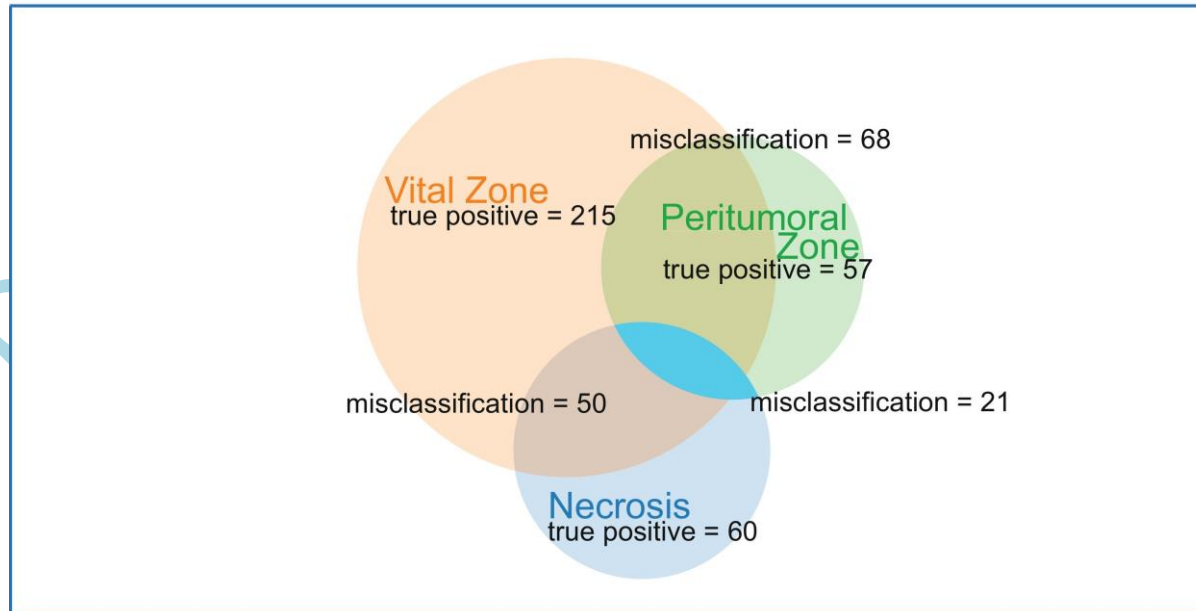 misclassification = 68
Vital Zone
true positive = 215
Peritumoral
Zone
true positive = 57
misclassification = 50
misclassification = 21
Necrosis
true positive = 60